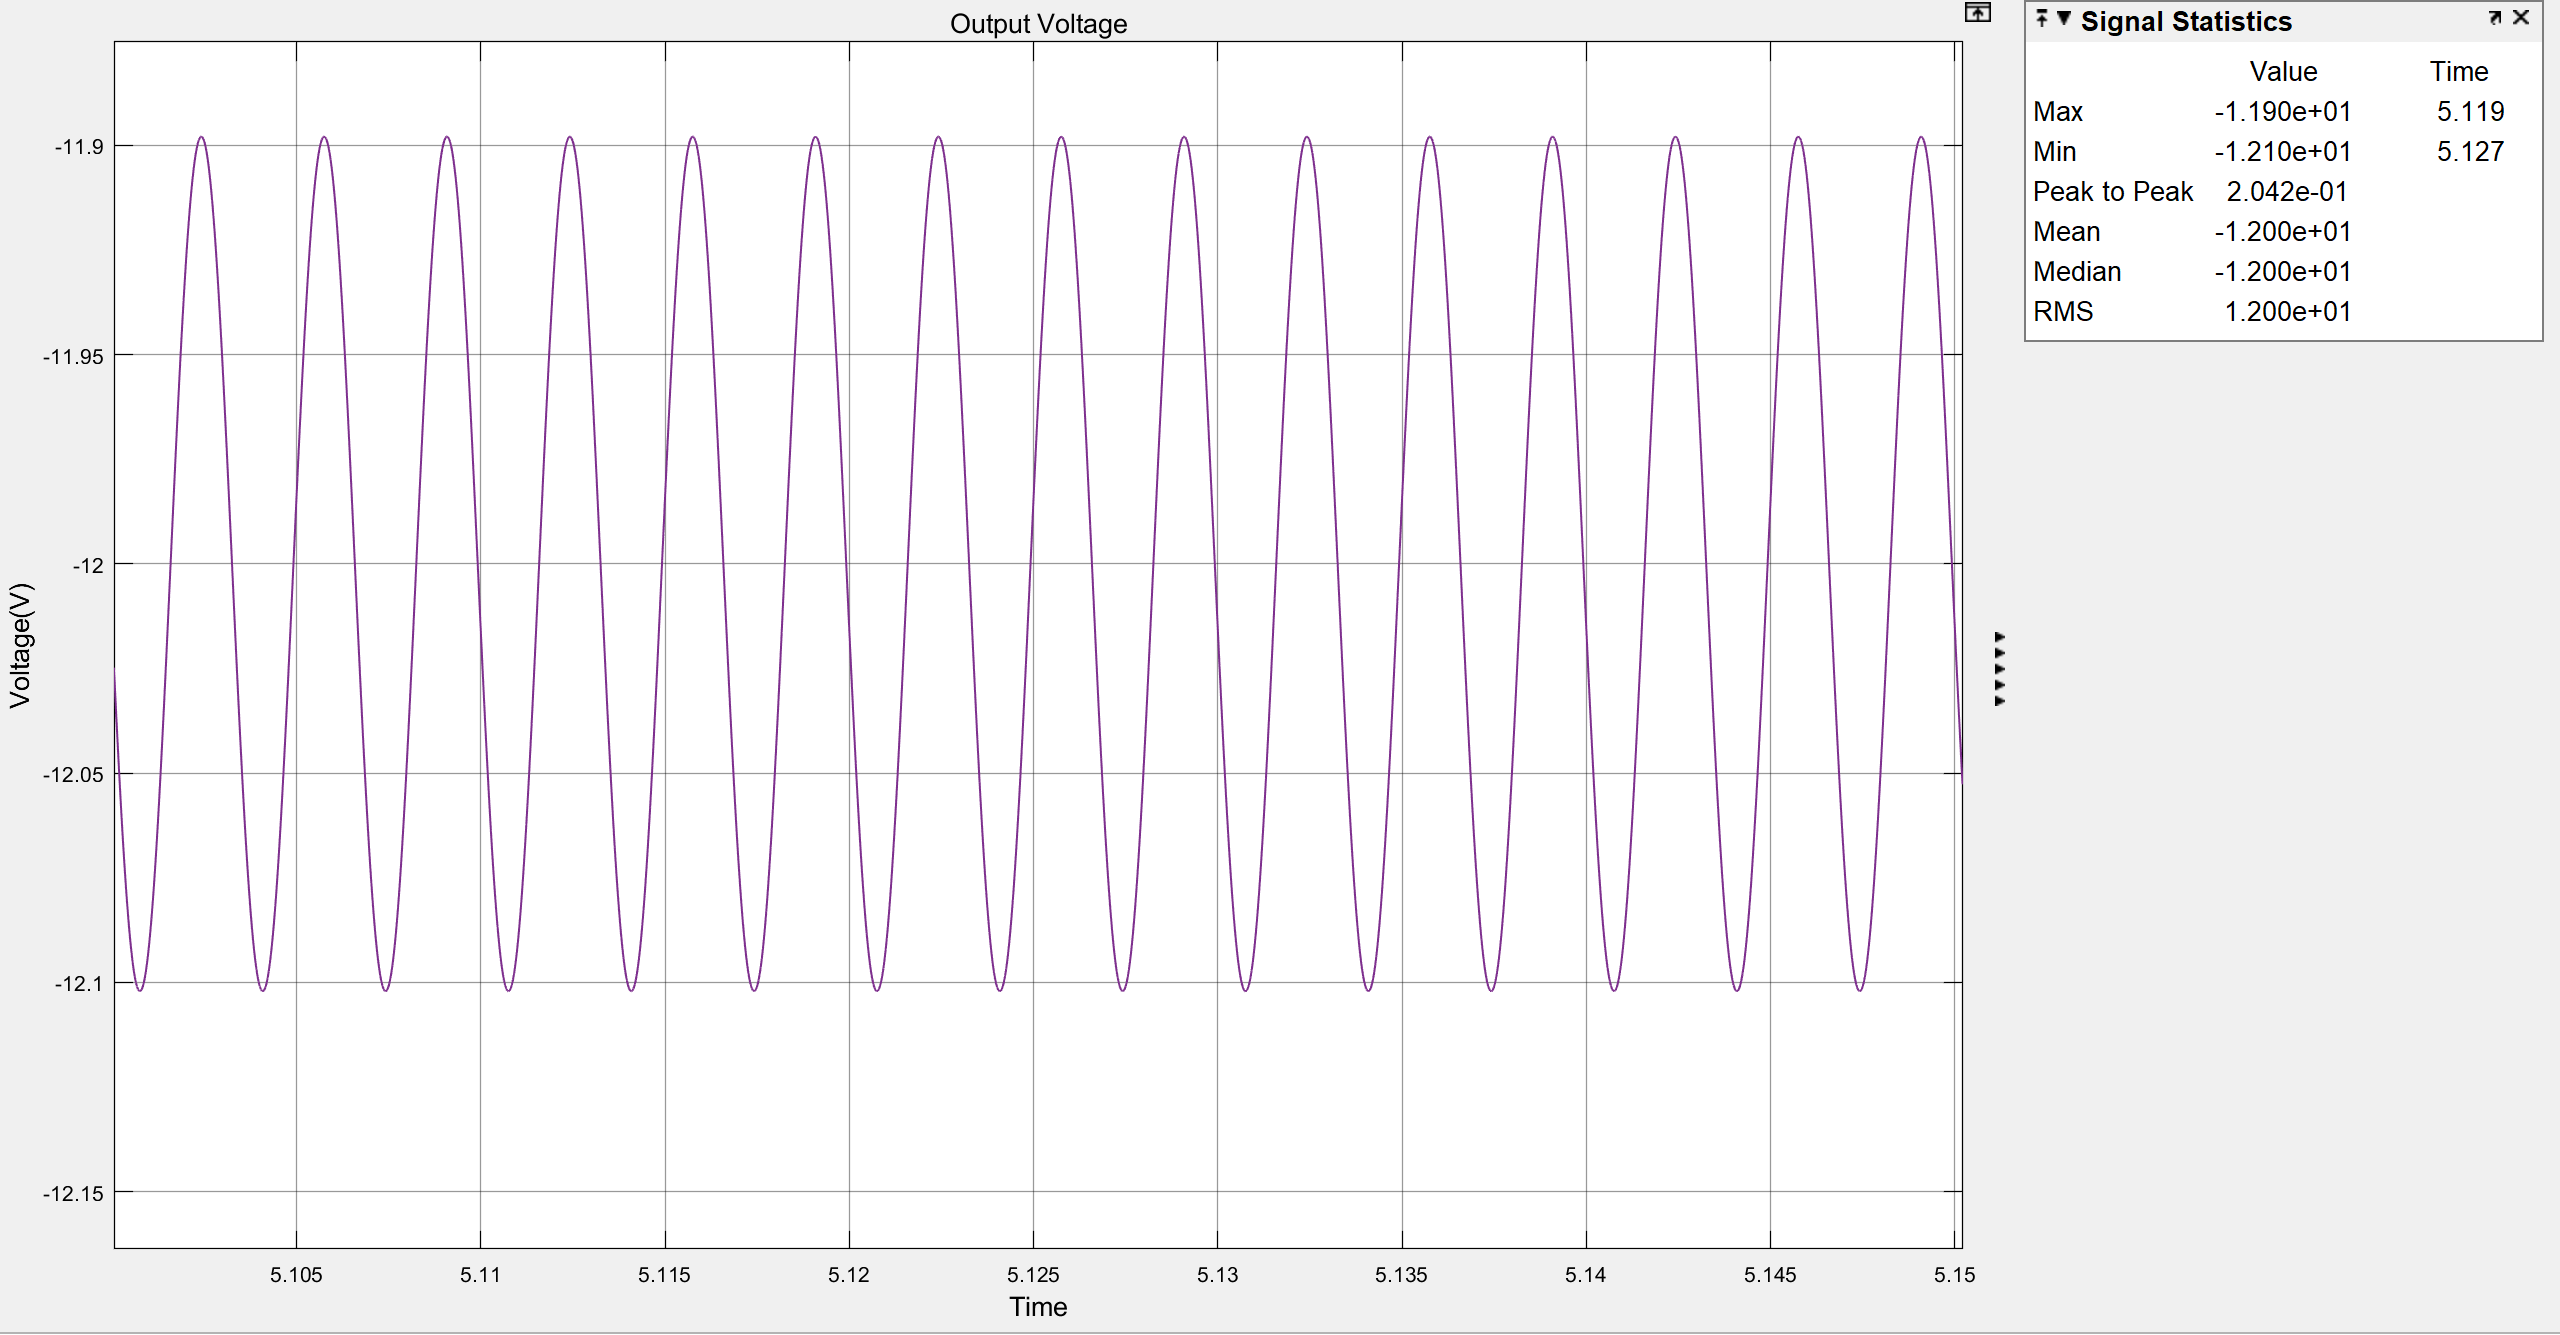 Output Voltage
-11.9
-11.95
-12
-12.05
-12.1
-12.15
Voltage(V)
5.105 5.11 5.115 5.12 5.125 5.13 5.135 5.14 5.145 5.15
Time
Signal Statistics
Value Time
Max -1.190e+01 5.119
Min -1.210e+01 5.127
Peak to Peak 2.042e-01
Mean -1.200e+01
Median -1.200e+01
RMS 1.200e+01